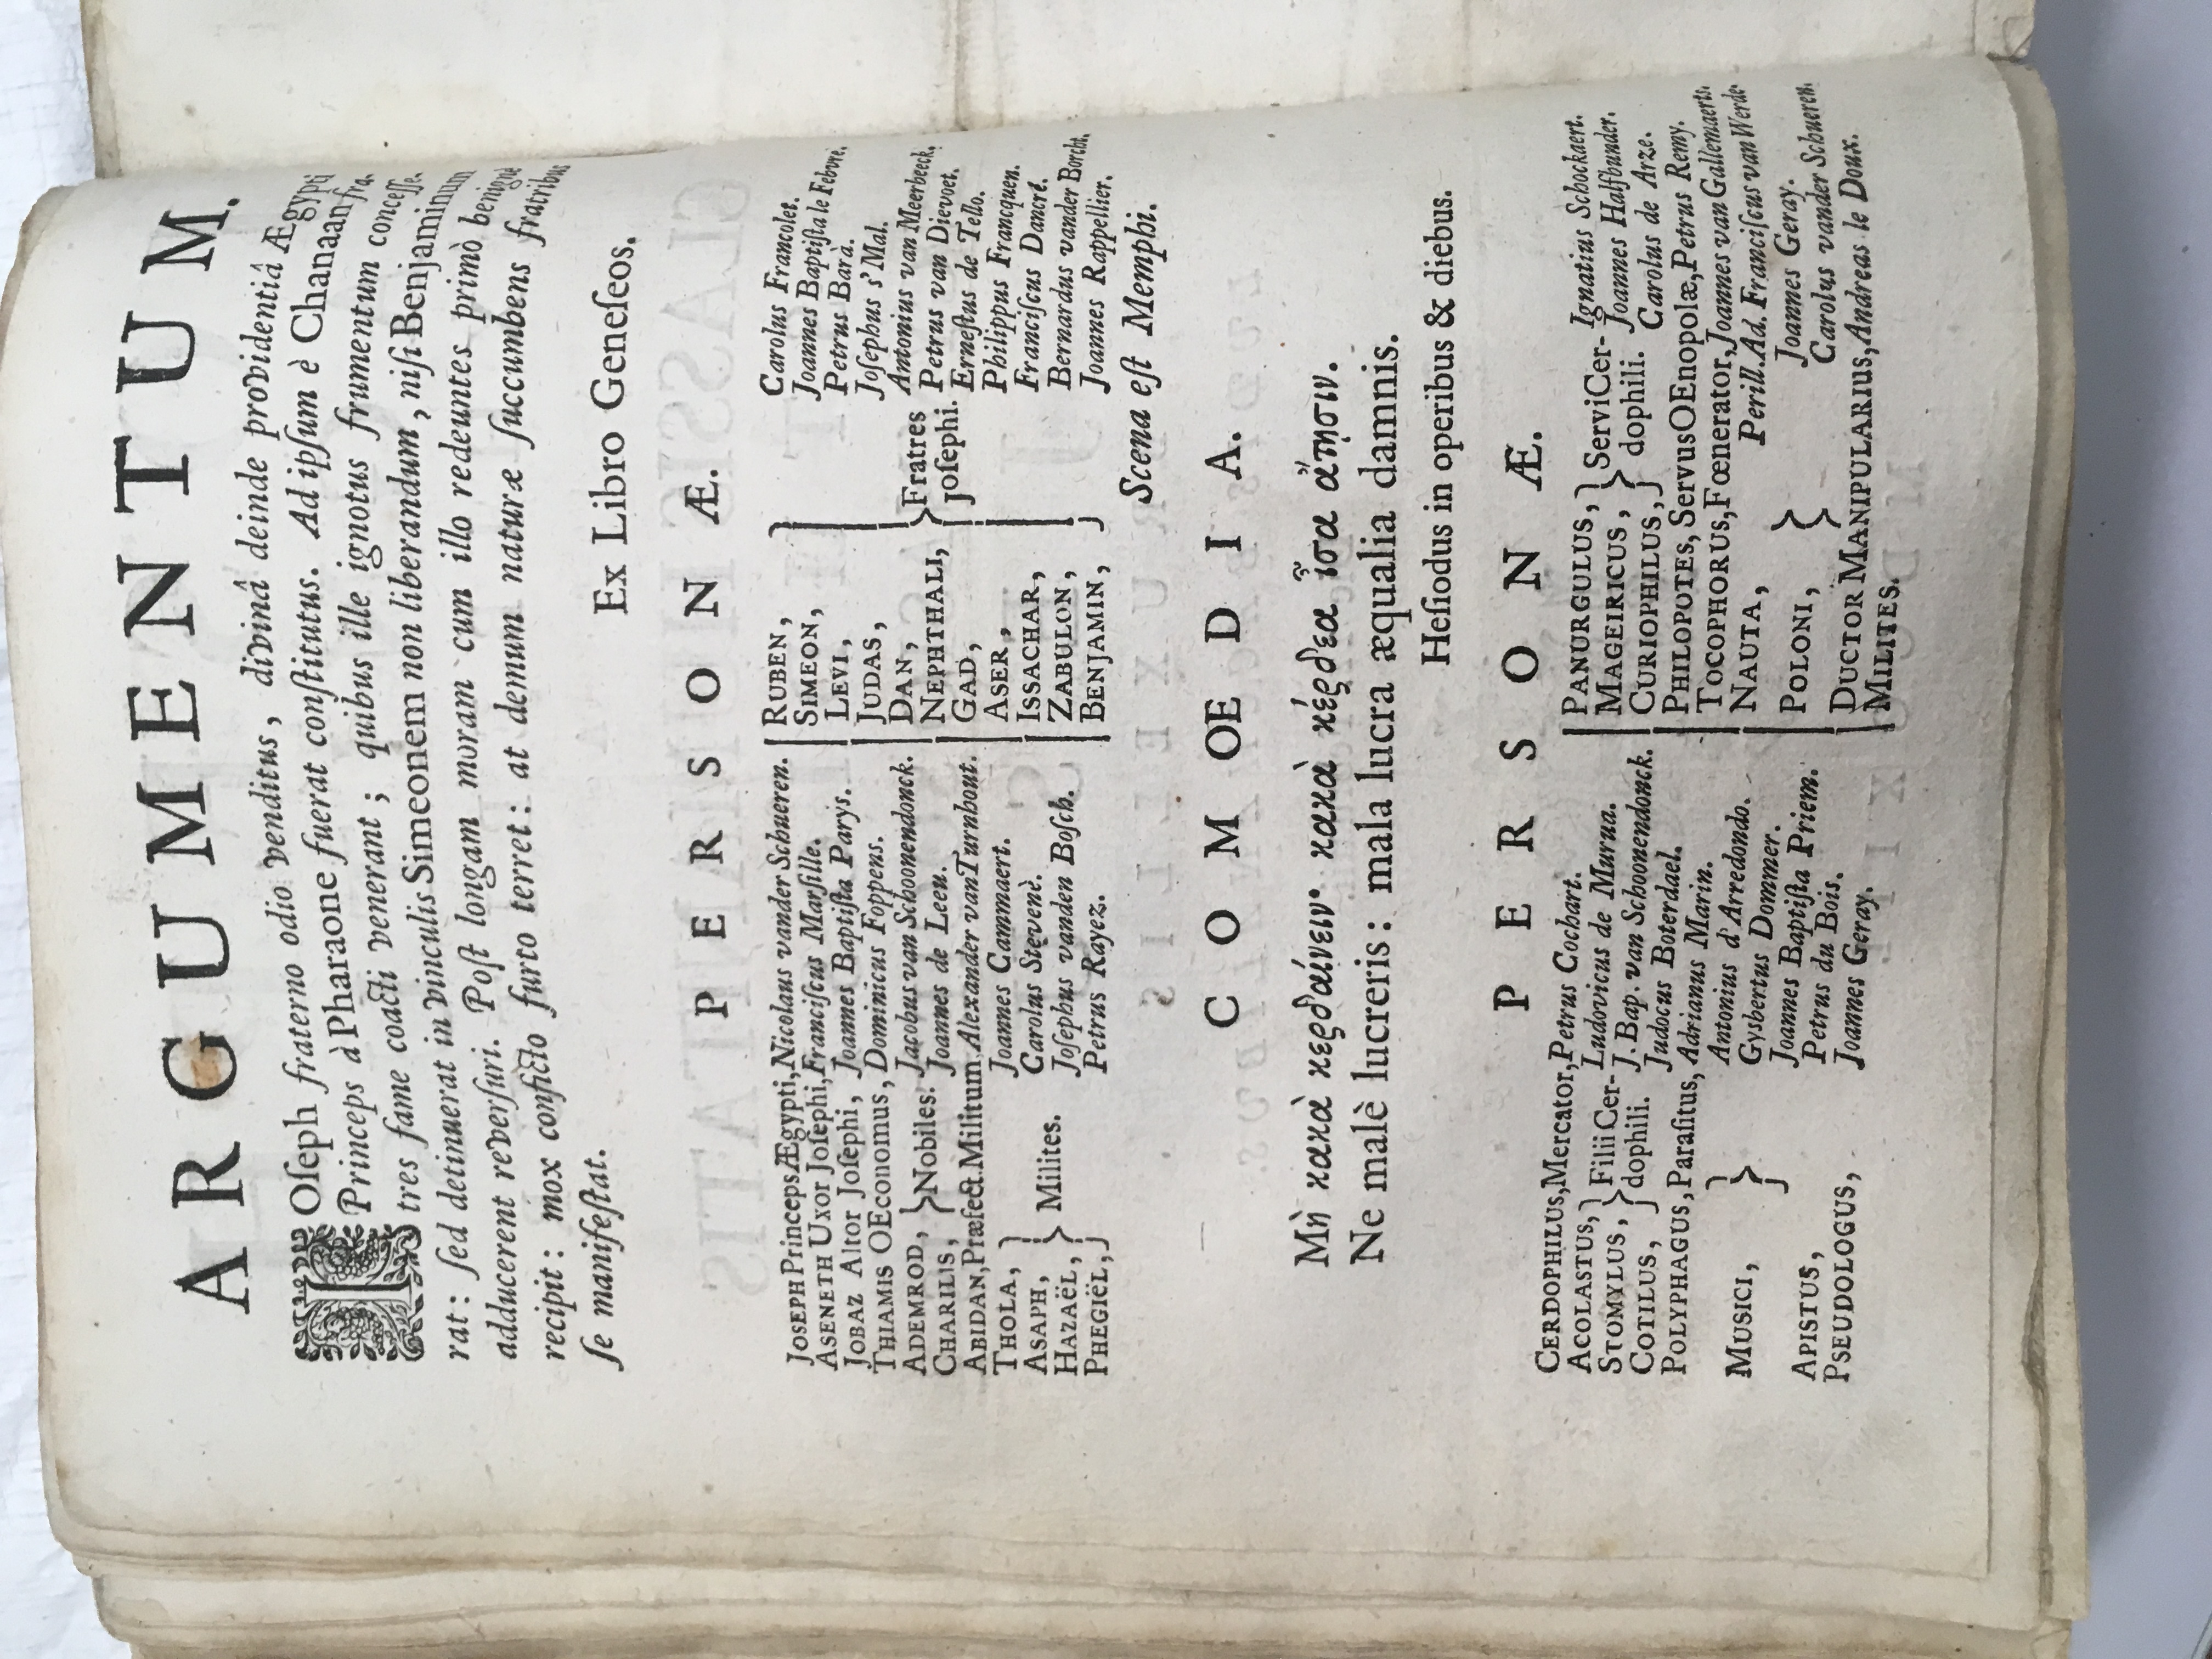 ARGUMENTUM.
IOſeph fraterno odio venditus, divinâ deinde providentiâ Ægypti
Princeps à Pharaone fuerat conſtitutus. Ad ipſum è Chanaan fra-
tres fame coacti venerant; quibus ille ignotus frumentum conceſſe-
rat: ſed detinuerat in vinculis Simeonem non liberandum, niſi Benjaminum
adducerent reverſuri. Poſt longam moram cum illo redeuntes primò benignè
recipit: mox conficto furto terret: at demum naturæ ſuccumbens fratribus
ſe manifeſtat.
Ex Libro Geneſeos.
PERSONÆ.
JOSEPH Princeps Ægypti, Nicolaus vander Schueren.
ASENETH Uxor Joſephi, Franciſcus Marſille.
JOBAZ Altor Joſephi, Joannes Baptiſta Parys.
THIAMIS OEconomus, Dominicus Foppens.
ADEMROD, } Nobiles. Jacobus van Schoonendonck.
CHARILIS, Joannes de Leeu.
ABIDAN, Præfect. Militum Alexander van Turnhout.
THOLA, Joannes Cammaert.
ASAPH, } Milites. Carolus Stevenè.
HAZAËL, Joſephus vanden Boſch.
PHEGIËL, Petrus Rayez.
RUBEN, Carolus Francolet.
SIMEON, Joannes Baptiſta le Febvre.
LEVI, Petrus Bara.
JUDAS, Joſephus s' Mal.
DAN, Antonius van Meerbeck.
NEPHTHALI, } Fratres Petrus van Dievoet.
GAD, Joſephi. Erneſtus de Tello.
ASER, Philippus Francquen.
ISSACHAR, Franciſcus Dancré.
ZABULON, Bernardus vander Borcht.
BENJAMIN, Joannes Rappellier.
Scena eſt Memphi.
COMOEDIA.
Μὴ κακὰ κερδαίνειν· κακὰ κέρδεα ἶσα ἄτῃσιν.
Ne malè lucreris: mala lucra æqualia damnis.
Heſiodus in operibus & diebus.
PERSONÆ.
CERDOPHILUS, Mercator, Petrus Cochart.
ACOLASTUS, Ludovicus de Murua.
STOMYLUS, } Filii Cer- J. Bap. van Schoonendonck.
COTILUS, dophili. Judocus Boterdael.
POLYPHAGUS, Paraſitus, Adrianus Marin.
Antonius d'Arredondo.
MUSICI, } Gysbertus Dommer.
Joannes Baptiſta Priem.
APISTUS, Petrus du Bois.
PSEUDOLOGUS, Joannes Geray.
PANURGULUS, Ignatius Schockaert.
MAGEIRICUS, } Servi Cer- Joannes Halfhunder.
CURIOPHILUS, dophili. Carolus de Arze.
PHILOPOTES, Servus OEnopolæ, Petrus Remy.
TOCOPHORUS, Fœnerator, Joannes van Gallemaerts.
NAUTA, Perill. Ad. Franciſcus van Werde.
POLONI, } Joannes Geray.
Carolus vander Schueren.
DUCTOR MANIPULARIUS, Andreas le Doux.
MILITES.